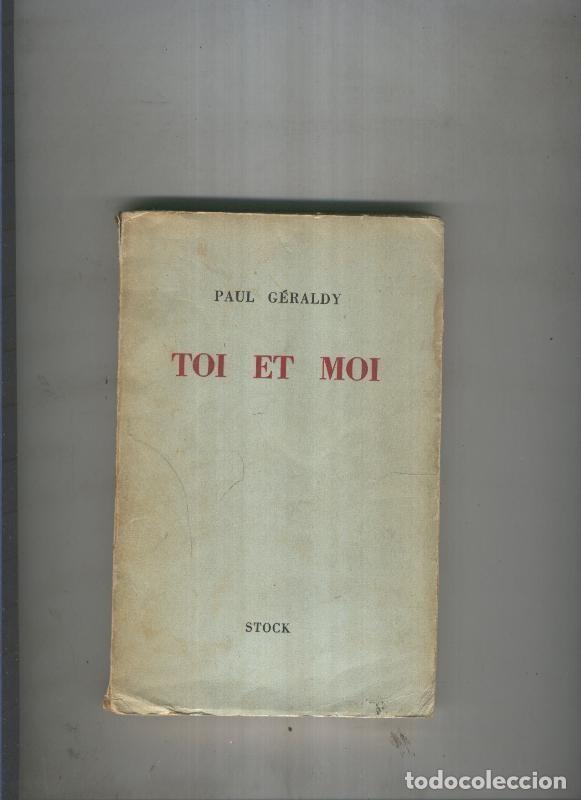 PAUL GÉRALDY
TOI ET MOI
STOCK
todocoleccion